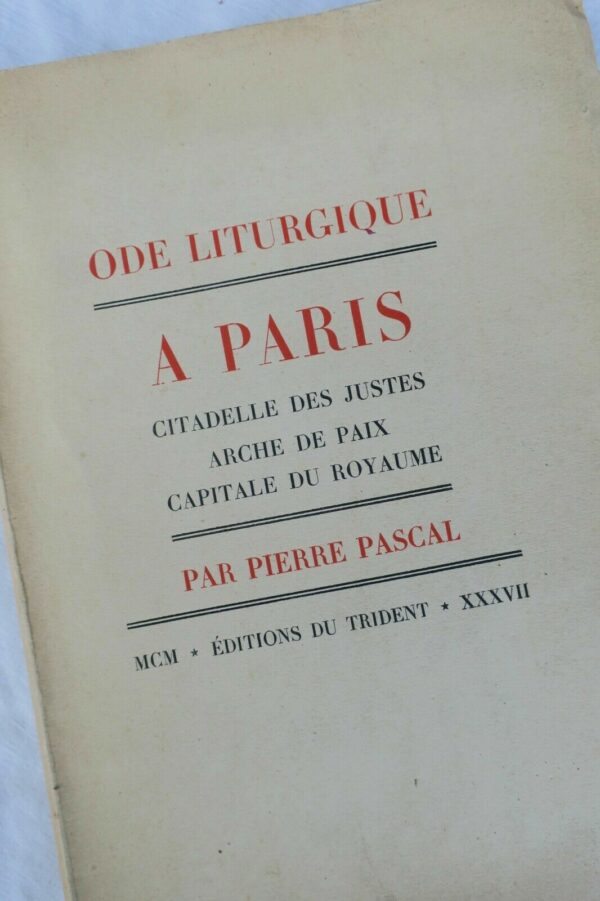 ODE LITURGIQUE
A PARIS
CITADELLE DES JUSTES
ARCHE DE PAIX
CAPITALE DU ROYAUME
PAR PIERRE PASCAL
MCM ★ ÉDITIONS DU TRIDENT ★ XXXVII